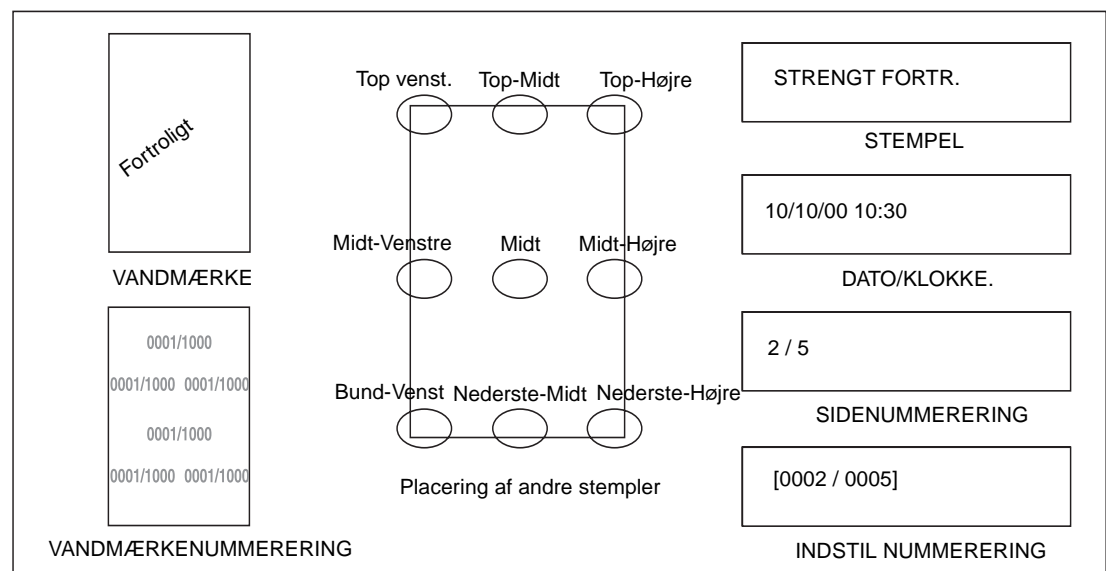 Fortroligt
VANDMÆRKE
0001/1000
0001/1000 0001/1000
0001/1000
0001/1000 0001/1000
VANDMÆRKENUMMERERING
Top venst. Top-Midt Top-Højre
Midt-Venstre Midt Midt-Højre
Bund-Venst Nederste-Midt Nederste-Højre
Placering af andre stempler
STRENGT FORTR.
STEMPEL
10/10/00 10:30
DATO/KLOKKE.
2 / 5
SIDENUMMERERING
[0002 / 0005]
INDSTIL NUMMERERING